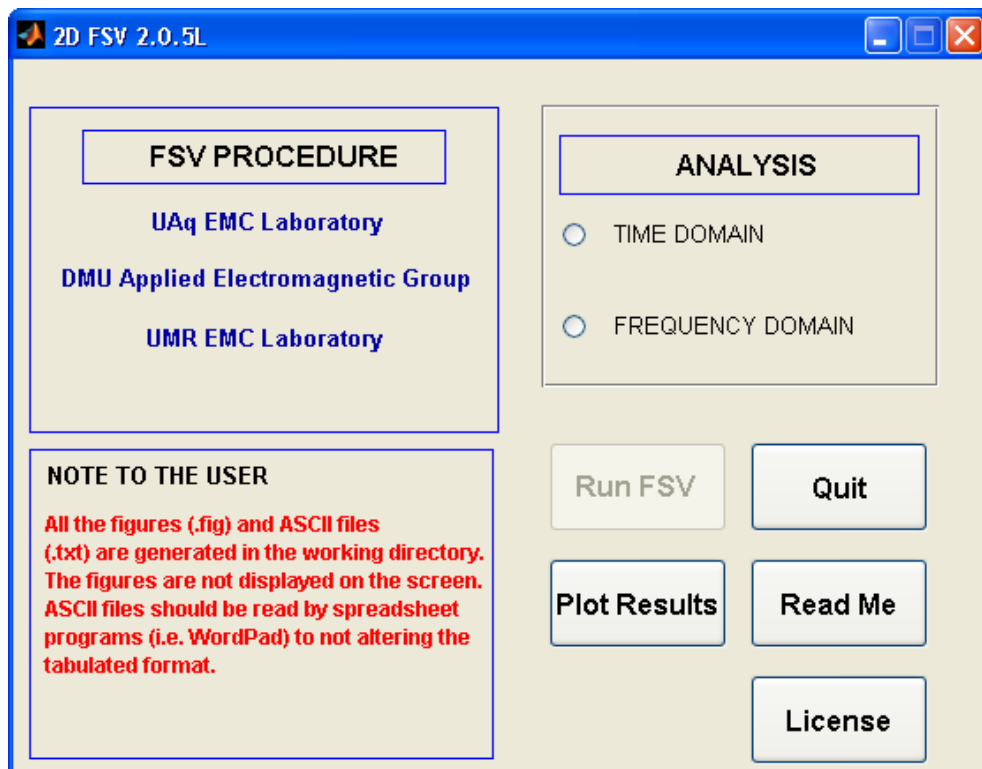 2D FSV 2.0.5L
FSV PROCEDURE
UAq EMC Laboratory
DMU Applied Electromagnetic Group
UMR EMC Laboratory
NOTE TO THE USER
All the figures (.fig) and ASCII files
(.txt) are generated in the working directory.
The figures are not displayed on the screen.
ASCII files should be read by spreadsheet
programs (i.e. WordPad) to not altering the
tabulated format.
ANALYSIS
TIME DOMAIN
FREQUENCY DOMAIN
Run FSV
Quit
Plot Results
Read Me
License